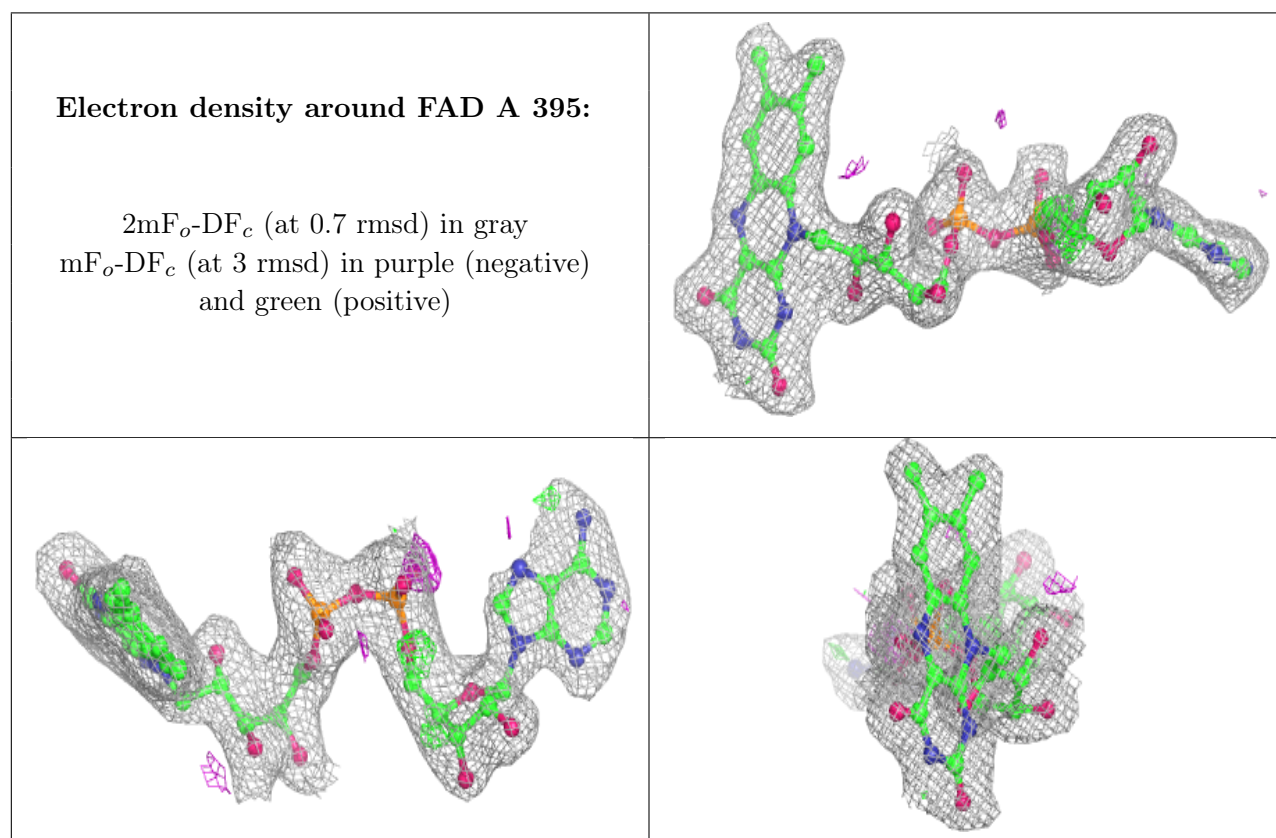 Electron density around FAD A 395:
2mFo-DFc (at 0.7 rmsd) in gray
mFo-DFc (at 3 rmsd) in purple (negative)
and green (positive)